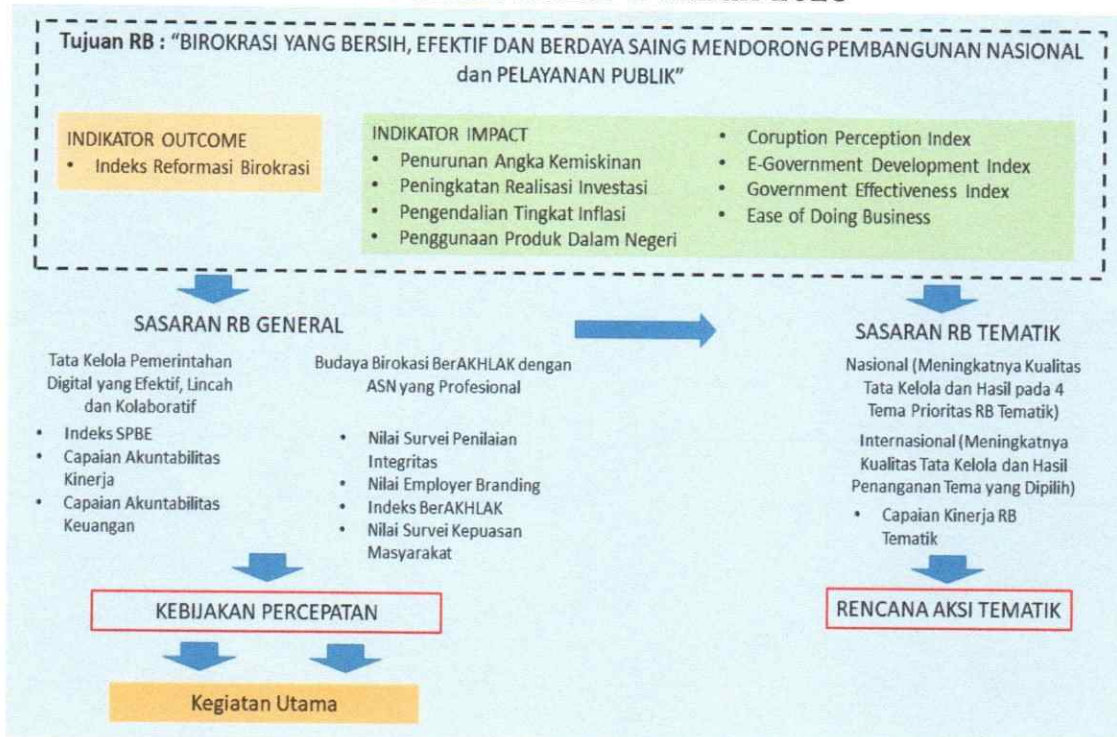 Tujuan RB : “BIROKRASI YANG BERSIH, EFEKTIF DAN BERDAYA SAING MENDORONG PEMBANGUNAN NASIONAL
dan PELAYANAN PUBLIK”
INDIKATOR OUTCOME
• Indeks Reformasi Birokrasi
INDIKATOR IMPACT
• Penurunan Angka Kemiskinan
• Peningkatan Realisasi Investasi
• Pengendalian Tingkat Inflasi
• Penggunaan Produk Dalam Negeri
• Coruption Perception Index
• E-Government Development Index
• Government Effectiveness Index
• Ease of Doing Business
SASARAN RB GENERAL
Tata Kelola Pemerintahan
Digital yang Efektif, Lincah
dan Kolaboratif
• Indeks SPBE
• Capaian Akuntabilitas
Kinerja
• Capaian Akuntabilitas
Keuangan
Budaya Birokasi BerAKHLAK dengan
ASN yang Profesional
• Nilai Survei Penilaian
Integritas
• Nilai Employer Branding
• Indeks BerAKHLAK
• Nilai Survei Kepuasan
Masyarakat
KEBIJAKAN PERCEPATAN
Kegiatan Utama
SASARAN RB TEMATIK
Nasional (Meningkatnya Kualitas
Tata Kelola dan Hasil pada 4
Tema Prioritas RB Tematik)
Internasional (Meningkatnya
Kualitas Tata Kelola dan Hasil
Penanganan Tema yang Dipilih)
• Capaian Kinerja RB
Tematik
RENCANA AKSI TEMATIK